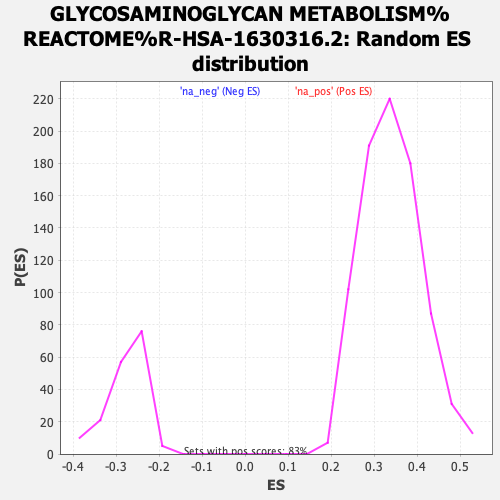 GLYCOSAMINOGLYCAN METABOLISM%
REACTOME%R-HSA-1630316.2: Random ES
distribution
'na_neg' (Neg ES) 'na_pos' (Pos ES)
220
200
180
160
140
120
100
80
60
40
20
0
P(ES)
Sets with pos scores: 83%
-0.4 -0.3 -0.2 -0.1 0.0 0.1 0.2 0.3 0.4 0.5
ES